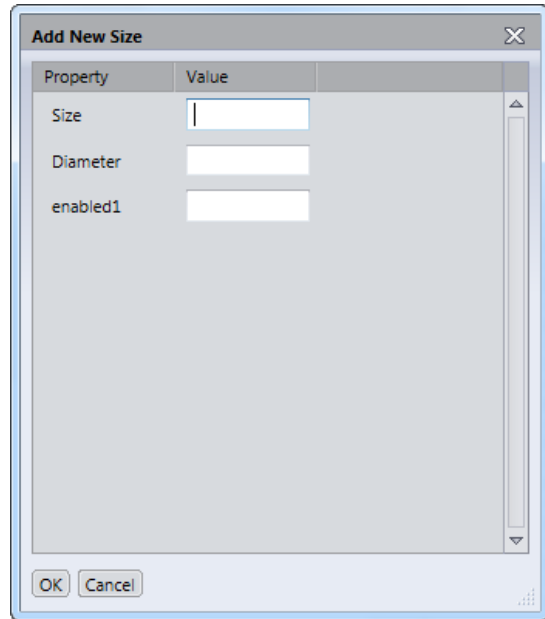 Add New Size
Property Value
Size
Diameter
enabled1
OK Cancel